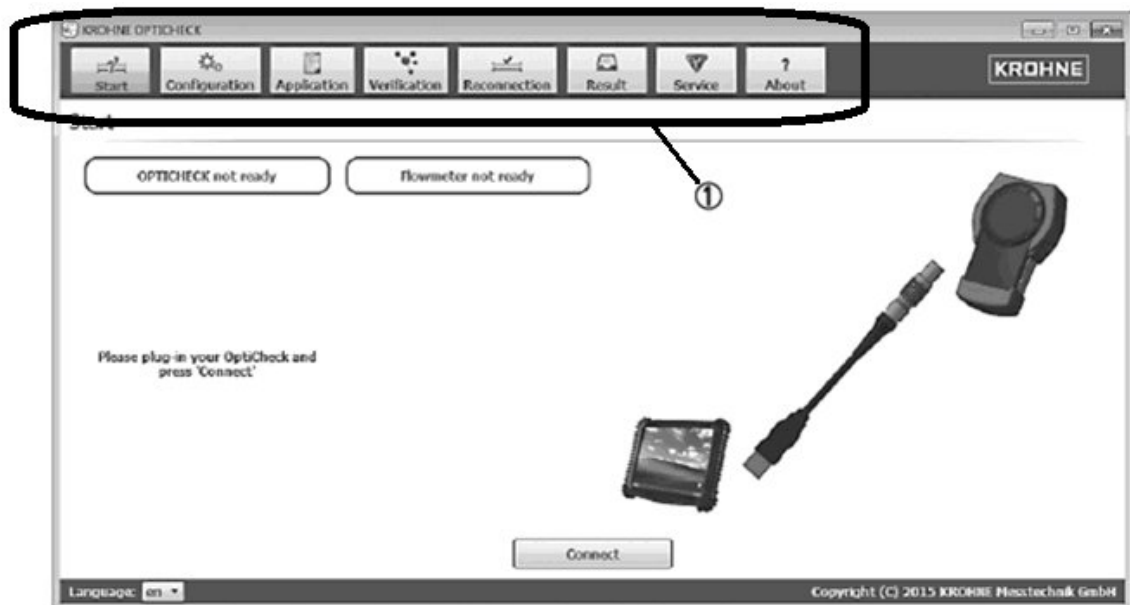 KROHNE OPTICHECK
Start Configuration Application Verification Reconnection Result Service ? About
KROHNE
Start
OPTICHECK not ready Flowmeter not ready
①
Please plug-in your OptiCheck and
press 'Connect'
Connect
Language: en Copyright (C) 2015 KROHNE Messtechnik GmbH